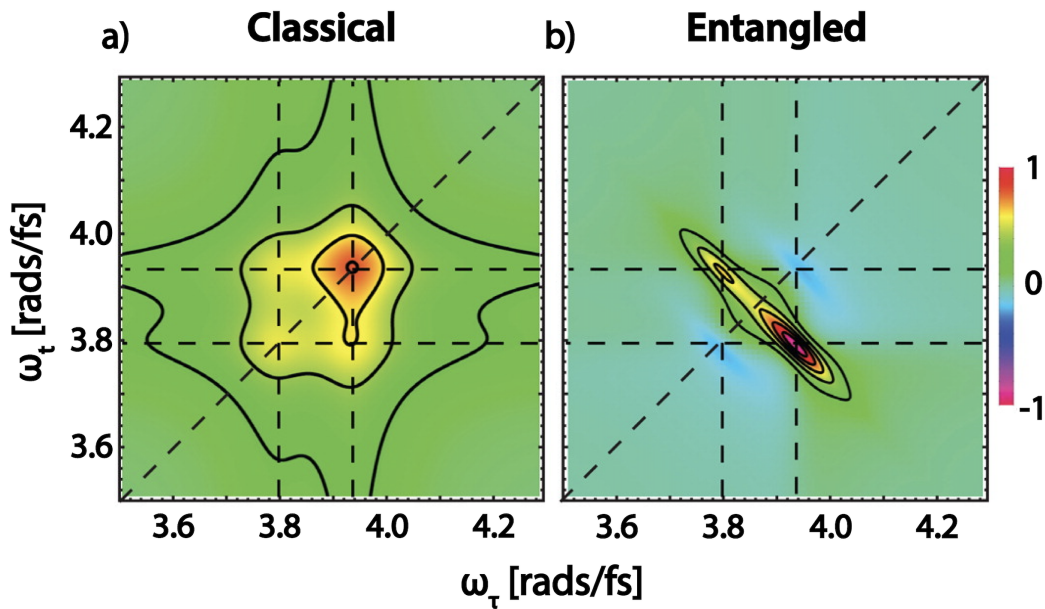 a) Classical
b) Entangled
4.2
4.0
3.8
3.6
ωt [rads/fs]
3.6 3.8 4.0 4.2
3.6 3.8 4.0 4.2
ωτ [rads/fs]
1
0
-1